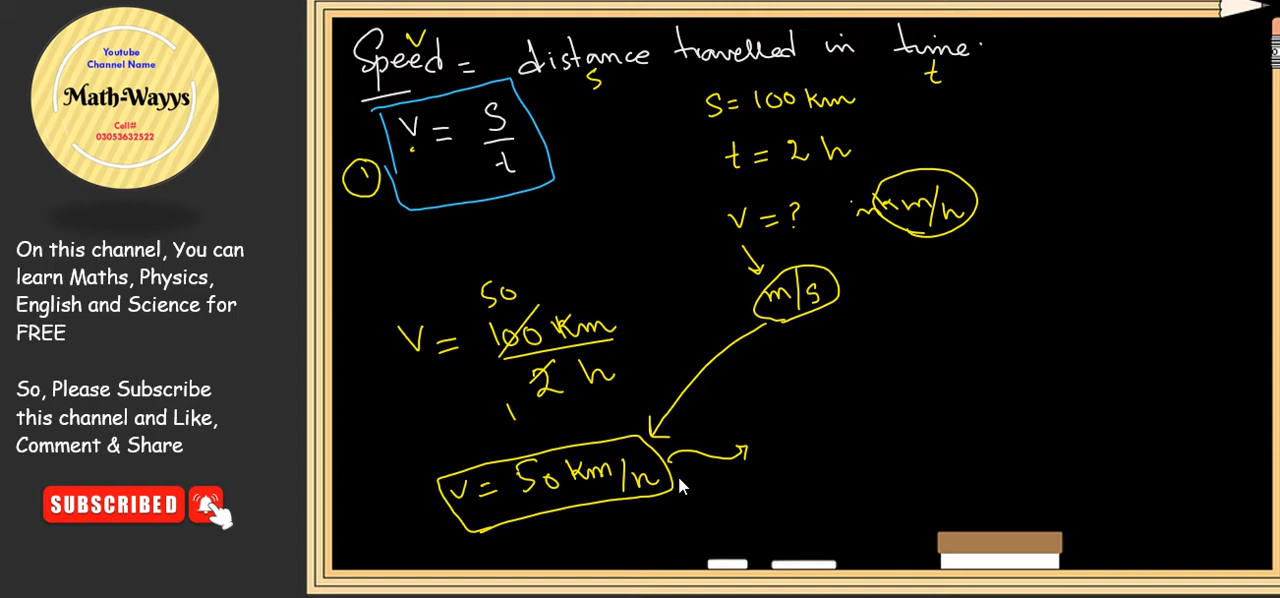 Youtube
Channel Name
Math-Wayys
Cell#
03053632522
On this channel, You can
learn Maths, Physics,
English and Science for
FREE
So, Please Subscribe
this channel and Like,
Comment & Share
SUBSCRIBED
v
Speed = distance travelled in time.
s
t
v = s/t
1
s = 100 km
t = 2 h
v = ?
km/h
m/s
50
v = 100 km / 2 h
1
v = 50 km/h